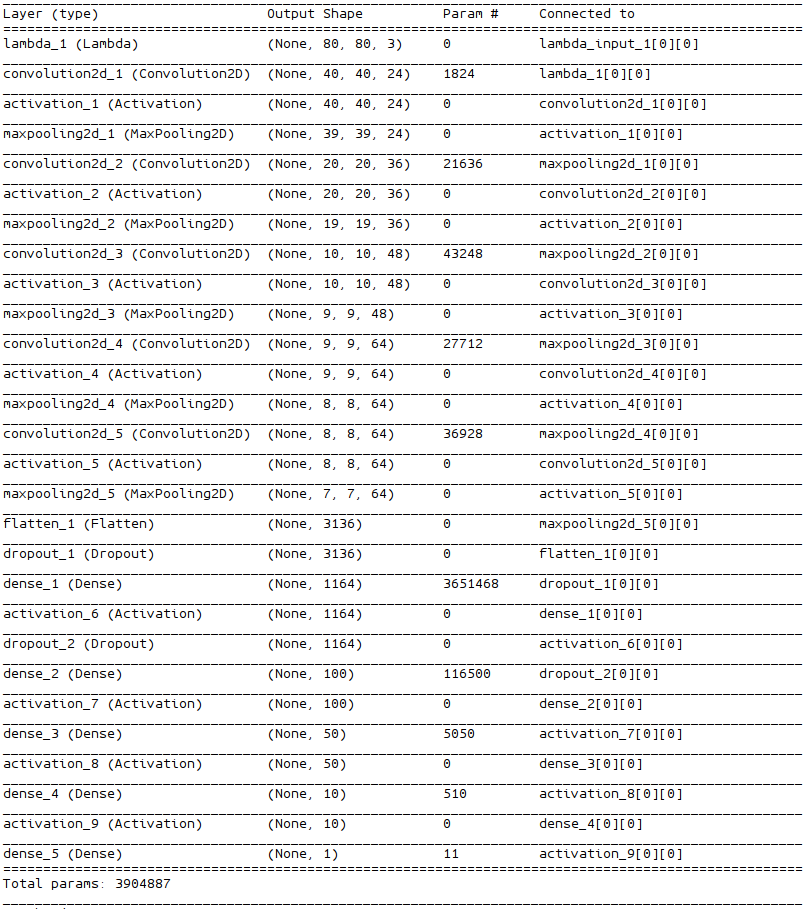 Layer (type) Output Shape Param # Connected to
lambda_1 (Lambda) (None, 80, 80, 3) 0 lambda_input_1[0][0]
convolution2d_1 (Convolution2D) (None, 40, 40, 24) 1824 lambda_1[0][0]
activation_1 (Activation) (None, 40, 40, 24) 0 convolution2d_1[0][0]
maxpooling2d_1 (MaxPooling2D) (None, 39, 39, 24) 0 activation_1[0][0]
convolution2d_2 (Convolution2D) (None, 20, 20, 36) 21636 maxpooling2d_1[0][0]
activation_2 (Activation) (None, 20, 20, 36) 0 convolution2d_2[0][0]
maxpooling2d_2 (MaxPooling2D) (None, 19, 19, 36) 0 activation_2[0][0]
convolution2d_3 (Convolution2D) (None, 10, 10, 48) 43248 maxpooling2d_2[0][0]
activation_3 (Activation) (None, 10, 10, 48) 0 convolution2d_3[0][0]
maxpooling2d_3 (MaxPooling2D) (None, 9, 9, 48) 0 activation_3[0][0]
convolution2d_4 (Convolution2D) (None, 9, 9, 64) 27712 maxpooling2d_3[0][0]
activation_4 (Activation) (None, 9, 9, 64) 0 convolution2d_4[0][0]
maxpooling2d_4 (MaxPooling2D) (None, 8, 8, 64) 0 activation_4[0][0]
convolution2d_5 (Convolution2D) (None, 8, 8, 64) 36928 maxpooling2d_4[0][0]
activation_5 (Activation) (None, 8, 8, 64) 0 convolution2d_5[0][0]
maxpooling2d_5 (MaxPooling2D) (None, 7, 7, 64) 0 activation_5[0][0]
flatten_1 (Flatten) (None, 3136) 0 maxpooling2d_5[0][0]
dropout_1 (Dropout) (None, 3136) 0 flatten_1[0][0]
dense_1 (Dense) (None, 1164) 3651468 dropout_1[0][0]
activation_6 (Activation) (None, 1164) 0 dense_1[0][0]
dropout_2 (Dropout) (None, 1164) 0 activation_6[0][0]
dense_2 (Dense) (None, 100) 116500 dropout_2[0][0]
activation_7 (Activation) (None, 100) 0 dense_2[0][0]
dense_3 (Dense) (None, 50) 5050 activation_7[0][0]
activation_8 (Activation) (None, 50) 0 dense_3[0][0]
dense_4 (Dense) (None, 10) 510 activation_8[0][0]
activation_9 (Activation) (None, 10) 0 dense_4[0][0]
dense_5 (Dense) (None, 1) 11 activation_9[0][0]
Total params: 3904887